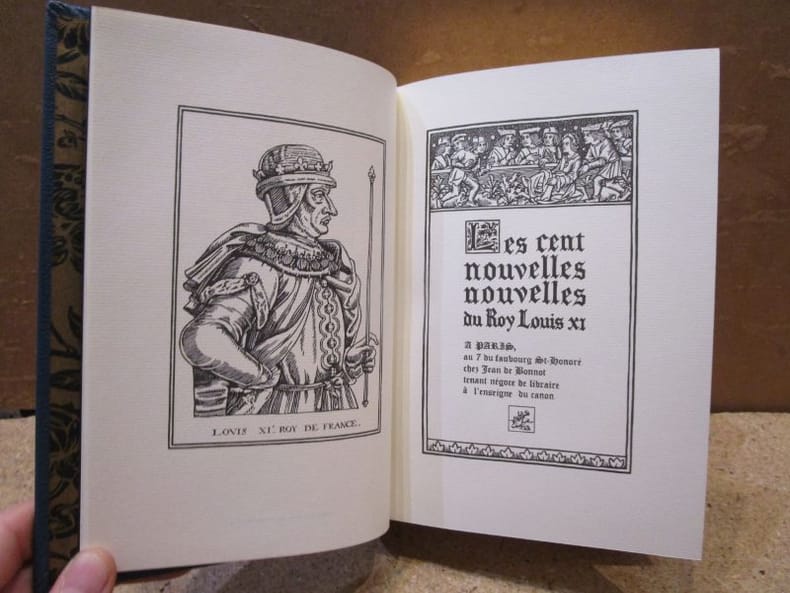 LOVIS XIᵉ ROY DE FRANCE.
Les cent
nouvelles
nouvelles
du Roy Louis XI
A PARIS,
au 7 du faubourg St-Honoré
chez Jean de Bonnot
tenant négoce de libraire
à l'enseigne du canon